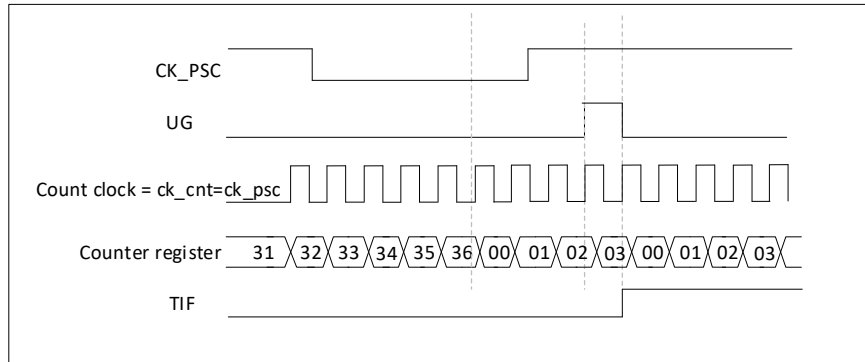 CK_PSC
UG
Count clock = ck_cnt=ck_psc
Counter register 31 32 33 34 35 36 00 01 02 03 00 01 02 03
TIF